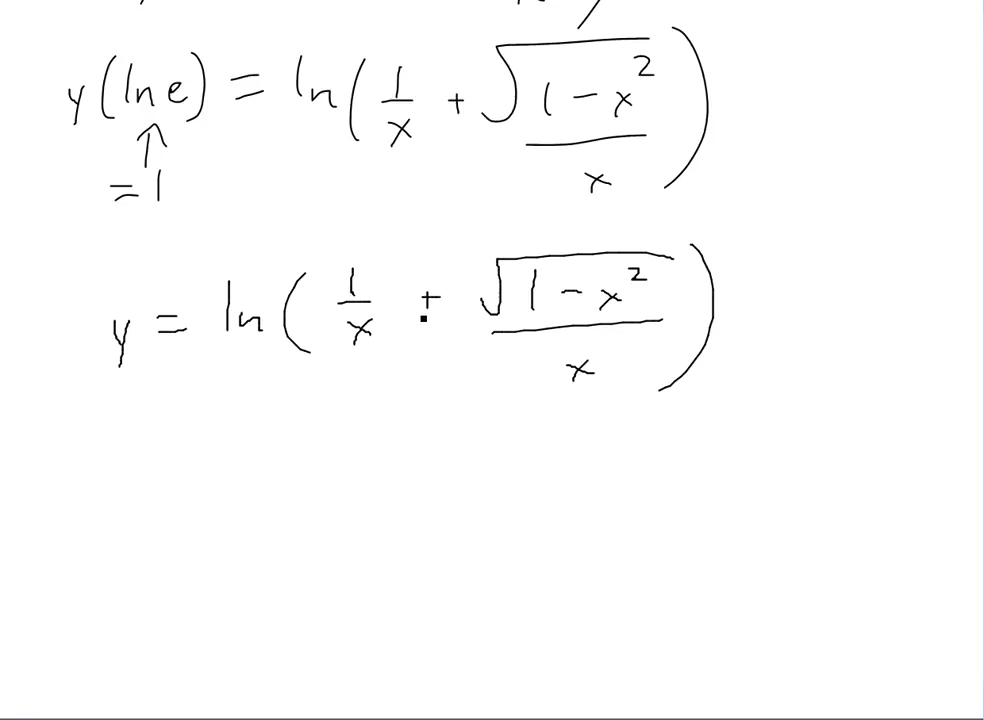 y(ln e) = ln(1/x + √(1 - x²)/x)
↑
= 1
y = ln(1/x + √(1 - x²)/x)